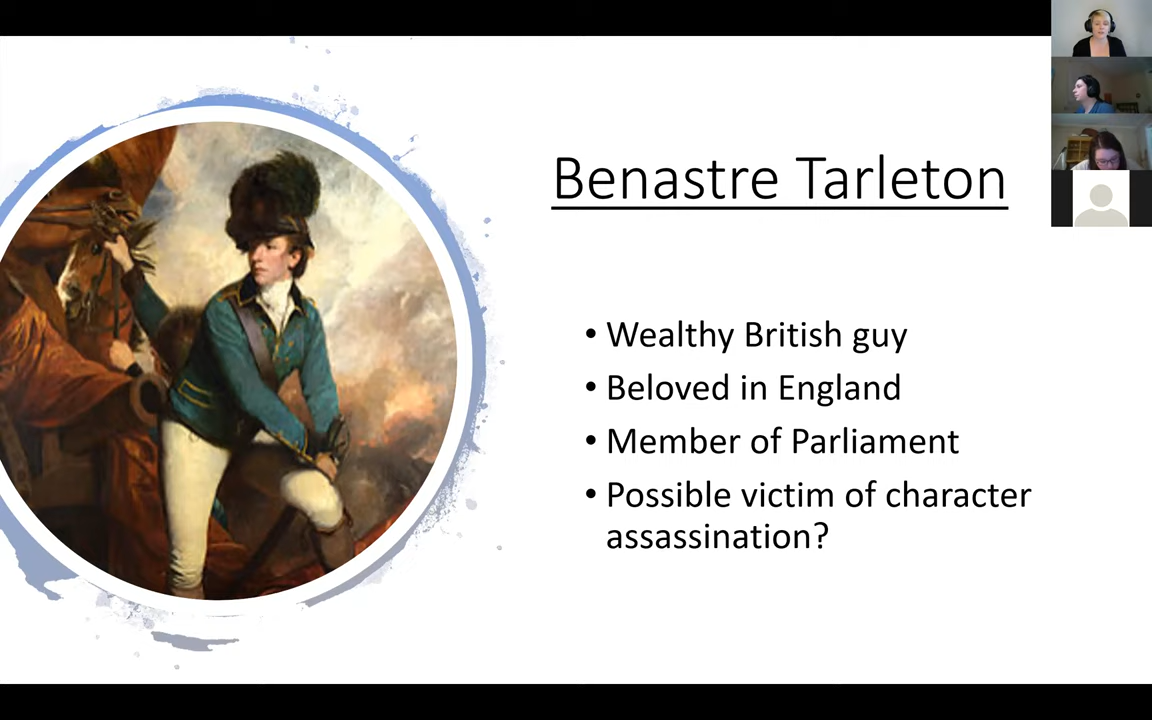 Benastre Tarleton
• Wealthy British guy
• Beloved in England
• Member of Parliament
• Possible victim of character
assassination?